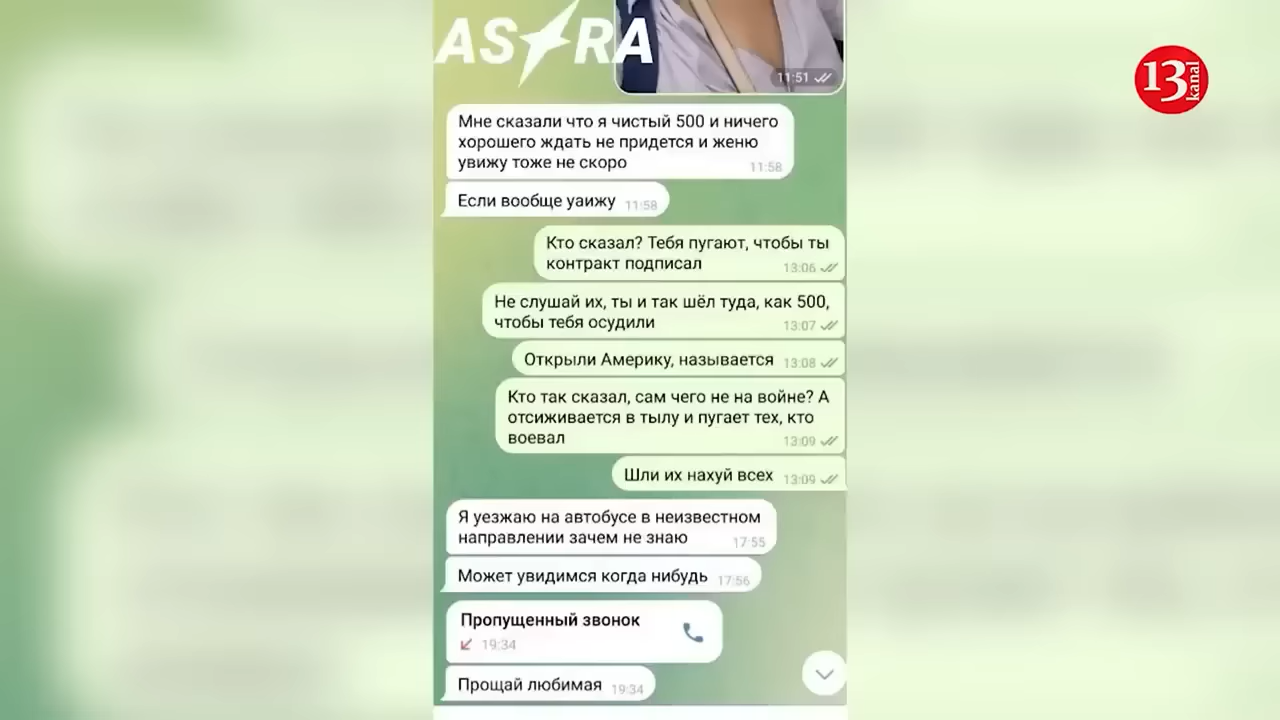 ASTRA
13 kanal
11:51
Мне сказали что я чистый 500 и ничего
хорошего ждать не придется и женю
увижу тоже не скоро
11:58
Если вообще уаижу 11:58
Кто сказал? Тебя пугают, чтобы ты
контракт подписал
13:06
Не слушай их, ты и так шёл туда, как 500,
чтобы тебя осудили
13:07
Открыли Америку, называется 13:08
Кто так сказал, сам чего не на войне? А
отсиживается в тылу и пугает тех, кто
воевал
13:09
Шли их нахуй всех 13:09
Я уезжаю на автобусе в неизвестном
направлении зачем не знаю
17:55
Может увидимся когда нибудь 17:56
Пропущенный звонок
19:34
Прощай любимая 19:34